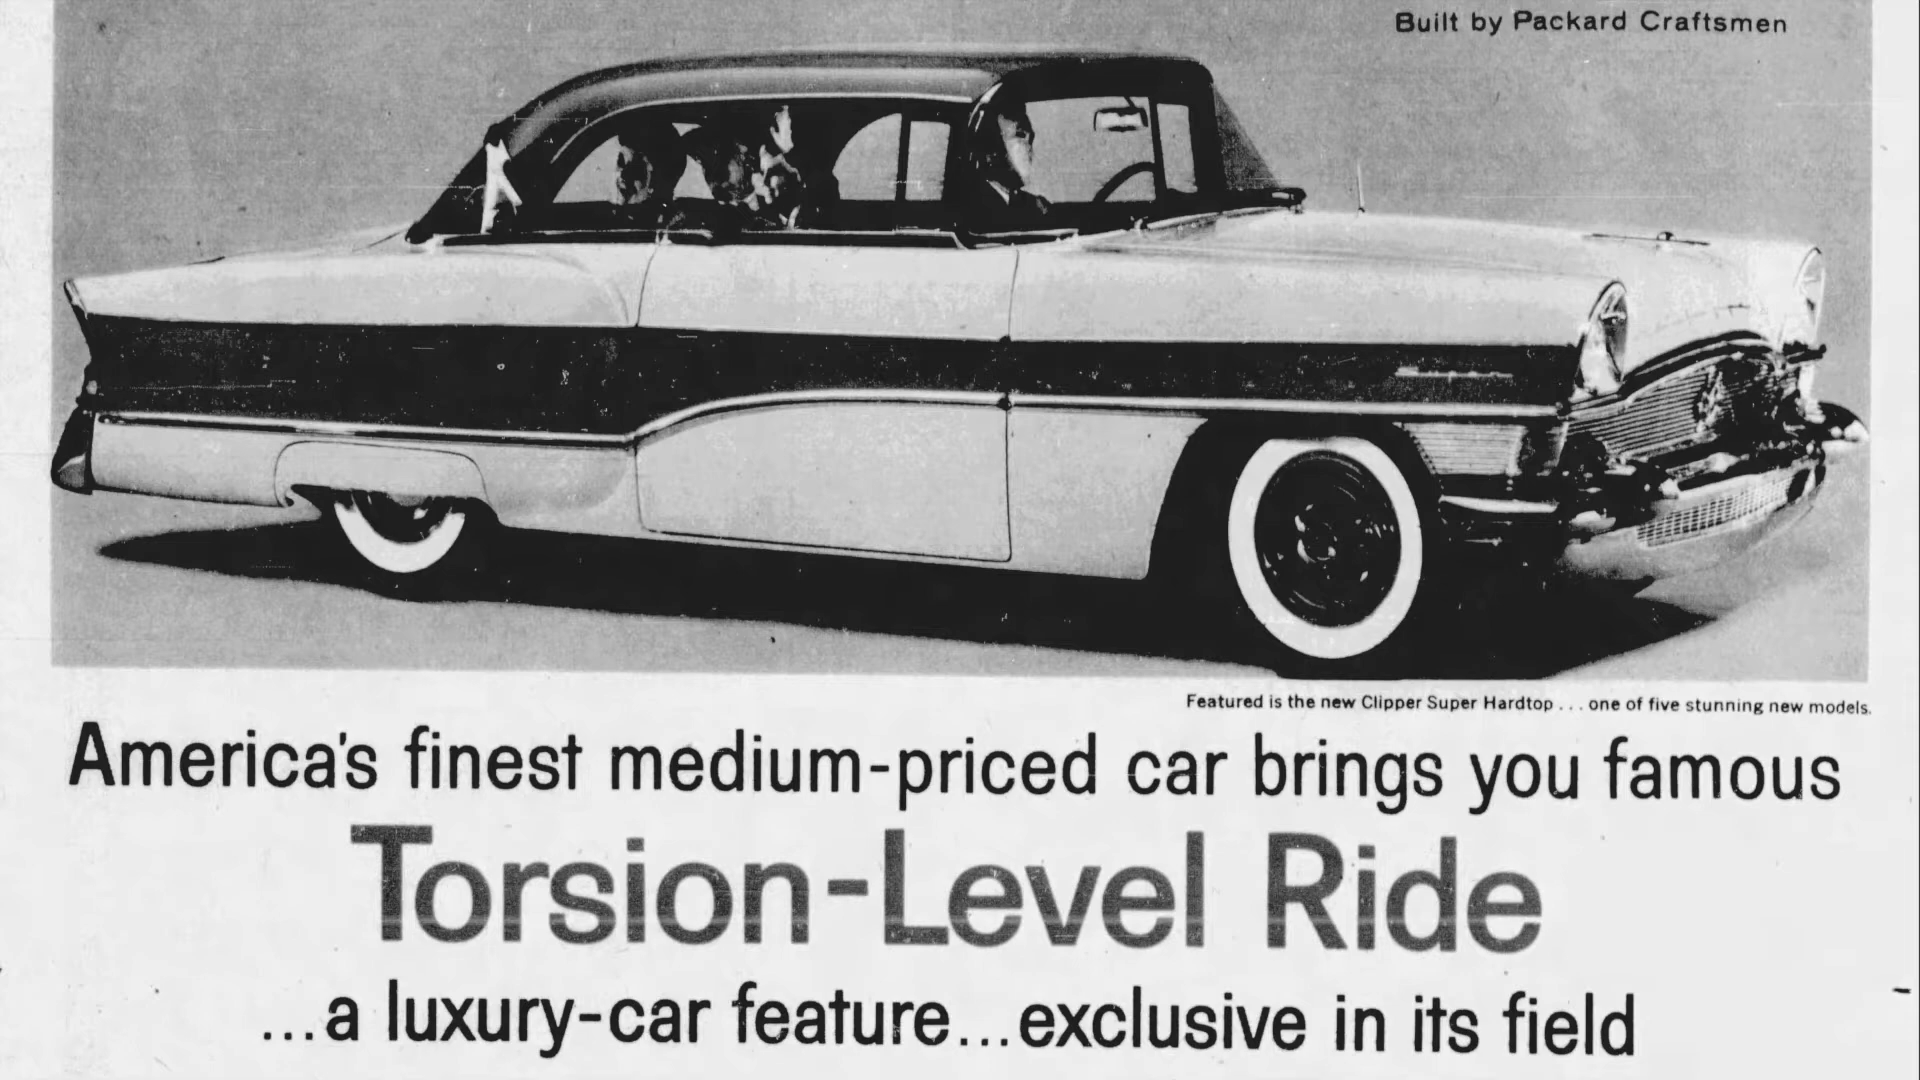 Built by Packard Craftsmen
Featured is the new Clipper Super Hardtop . . . one of five stunning new models.
America's finest medium-priced car brings you famous
Torsion-Level Ride
...a luxury-car feature...exclusive in its field